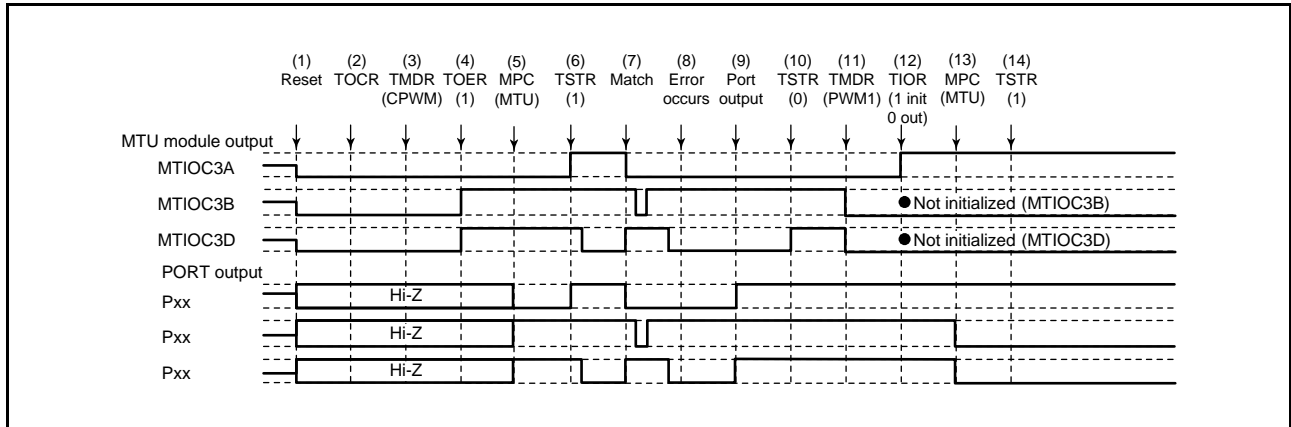 (1) (2) (3) (4) (5) (6) (7) (8) (9) (10) (11) (12) (13) (14)
Reset TOCR TMDR TOER MPC TSTR Match Error Port TSTR TMDR TIOR MPC TSTR
(CPWM) (1) (MTU) (1) occurs output (0) (PWM1) (1 init (MTU) (1)
0 out)
MTU module output
MTIOC3A
MTIOC3B
●Not initialized (MTIOC3B)
MTIOC3D
●Not initialized (MTIOC3D)
PORT output
Pxx Hi-Z
Pxx Hi-Z
Pxx Hi-Z